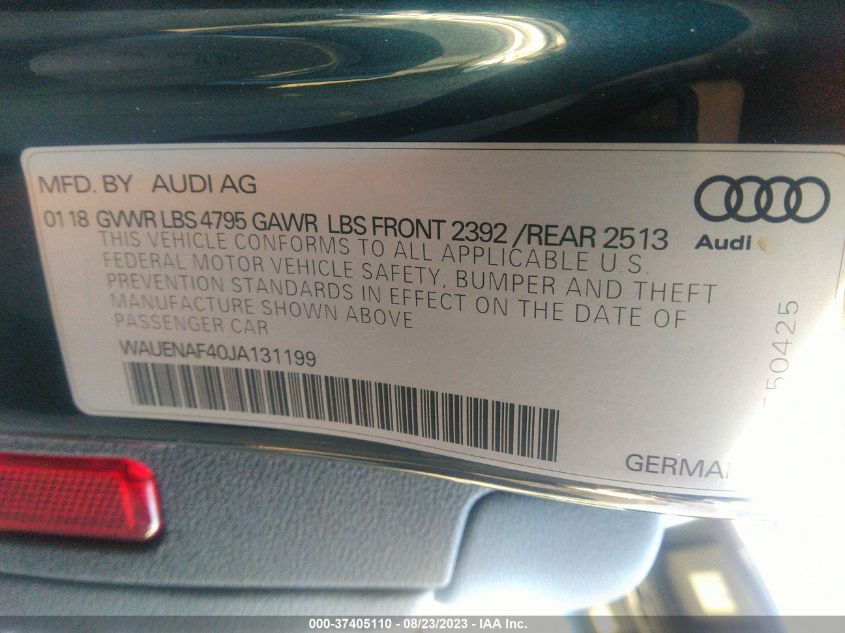 MFD. BY AUDI AG
01 18 GVWR LBS 4795 GAWR LBS FRONT 2392 /REAR 2513
THIS VEHICLE CONFORMS TO ALL APPLICABLE U.S.
FEDERAL MOTOR VEHICLE SAFETY, BUMPER AND THEFT
PREVENTION STANDARDS IN EFFECT ON THE DATE OF
MANUFACTURE SHOWN ABOVE
PASSENGER CAR
WAUENAF40JA131199
Audi
50425
GERMA
000-37405110 - 08/23/2023 - IAA Inc.